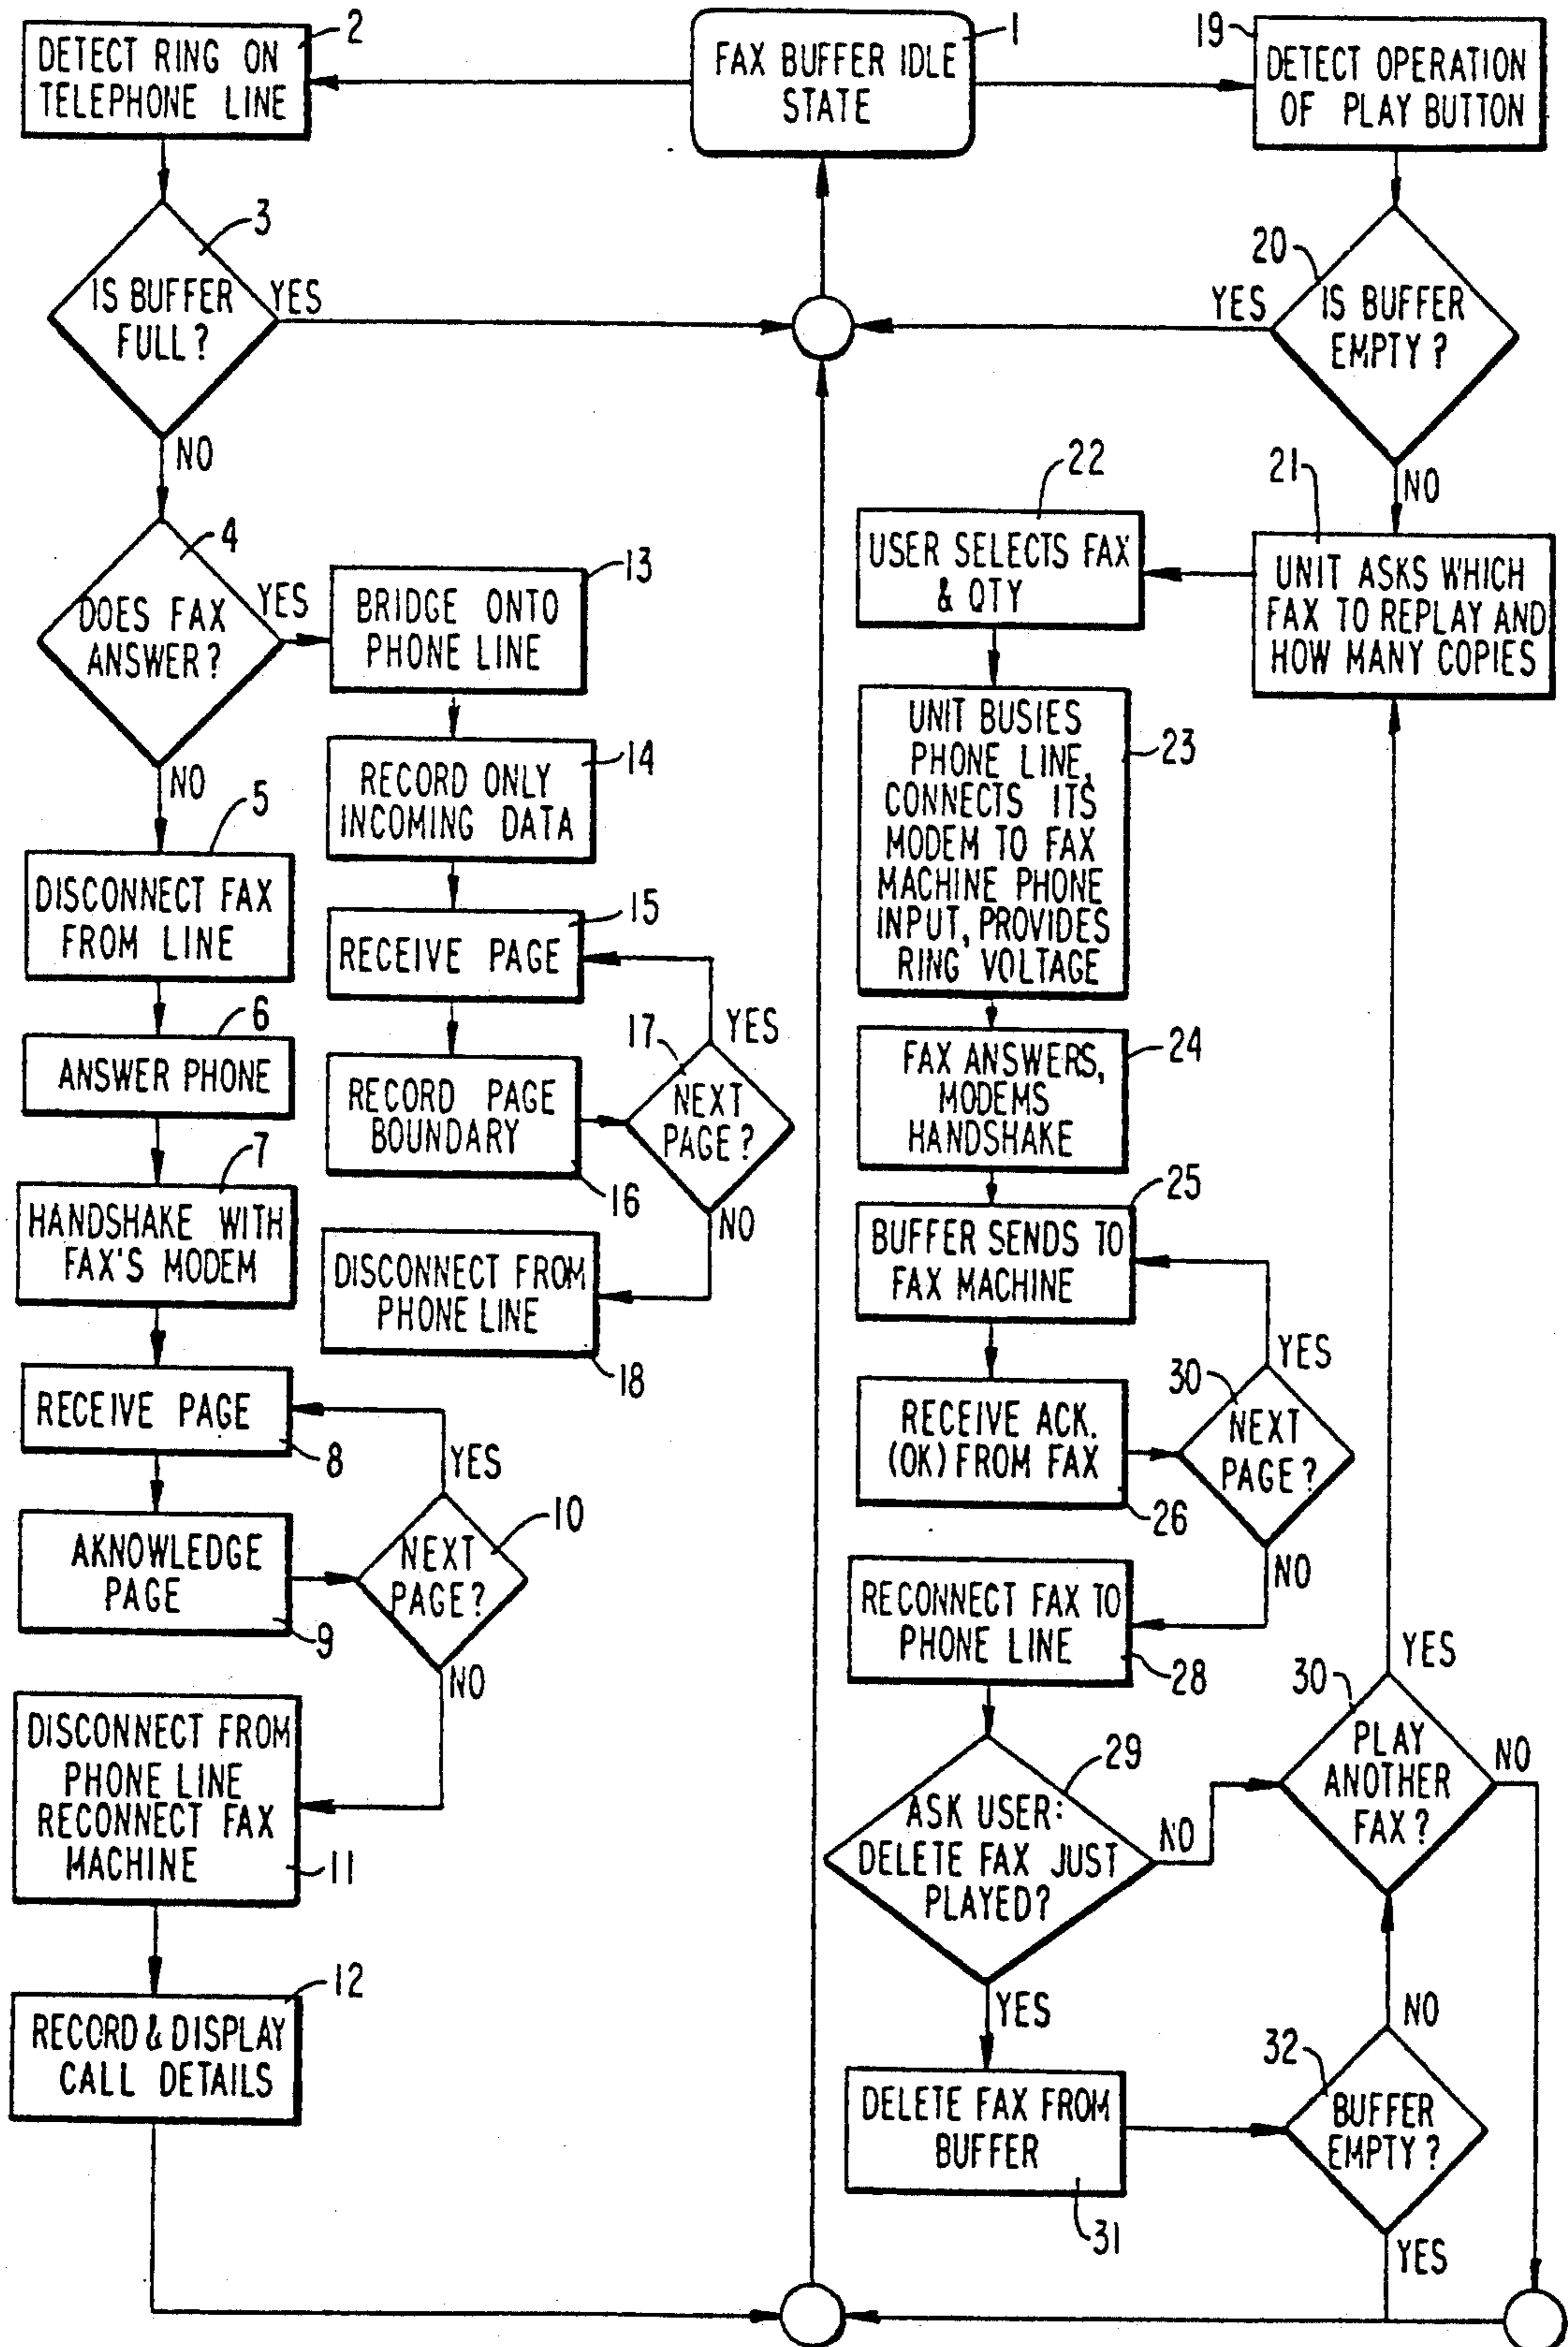 1
FAX BUFFER IDLE
STATE
2
DETECT RING ON
TELEPHONE LINE
3
IS BUFFER
FULL?
YES
NO
4
DOES FAX
ANSWER?
YES
NO
5
DISCONNECT FAX
FROM LINE
6
ANSWER PHONE
7
HANDSHAKE WITH
FAX'S MODEM
RECEIVE PAGE
8
AKNOWLEDGE
PAGE
9
10
NEXT
PAGE?
YES
NO
DISCONNECT FROM
PHONE LINE
RECONNECT FAX
MACHINE
11
12
RECORD & DISPLAY
CALL DETAILS
13
BRIDGE ONTO
PHONE LINE
14
RECORD ONLY
INCOMING DATA
15
RECEIVE PAGE
RECORD PAGE
BOUNDARY
16
17
NEXT
PAGE?
YES
NO
DISCONNECT FROM
PHONE LINE
18
19
DETECT OPERATION
OF PLAY BUTTON
20
IS BUFFER
EMPTY?
YES
NO
21
UNIT ASKS WHICH
FAX TO REPLAY AND
HOW MANY COPIES
22
USER SELECTS FAX
& QTY
23
UNIT BUSIES
PHONE LINE,
CONNECTS ITS
MODEM TO FAX
MACHINE PHONE
INPUT, PROVIDES
RING VOLTAGE
24
FAX ANSWERS,
MODEMS
HANDSHAKE
25
BUFFER SENDS TO
FAX MACHINE
RECEIVE ACK.
(OK) FROM FAX
26
30
NEXT
PAGE?
YES
NO
RECONNECT FAX TO
PHONE LINE
28
29
ASK USER:
DELETE FAX JUST
PLAYED?
NO
YES
30
PLAY
ANOTHER
FAX?
YES
NO
DELETE FAX FROM
BUFFER
31
32
BUFFER
EMPTY?
NO
YES